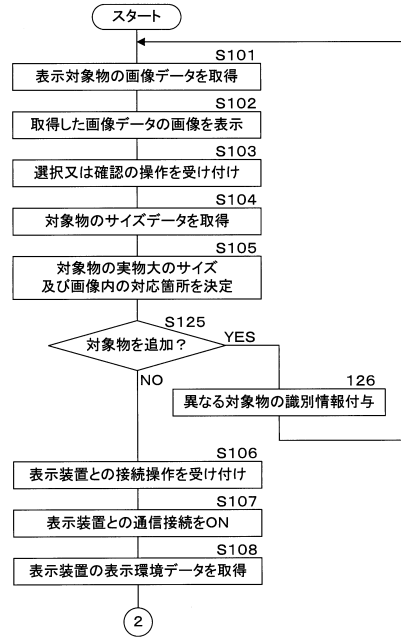 スタート
S101
表示対象物の画像データを取得
S102
取得した画像データの画像を表示
S103
選択又は確認の操作を受け付け
S104
対象物のサイズデータを取得
S105
対象物の実物大のサイズ
及び画像内の対応箇所を決定
S125
対象物を追加？
YES
NO
126
異なる対象物の識別情報付与
S106
表示装置との接続操作を受け付け
S107
表示装置との通信接続をON
S108
表示装置の表示環境データを取得
2